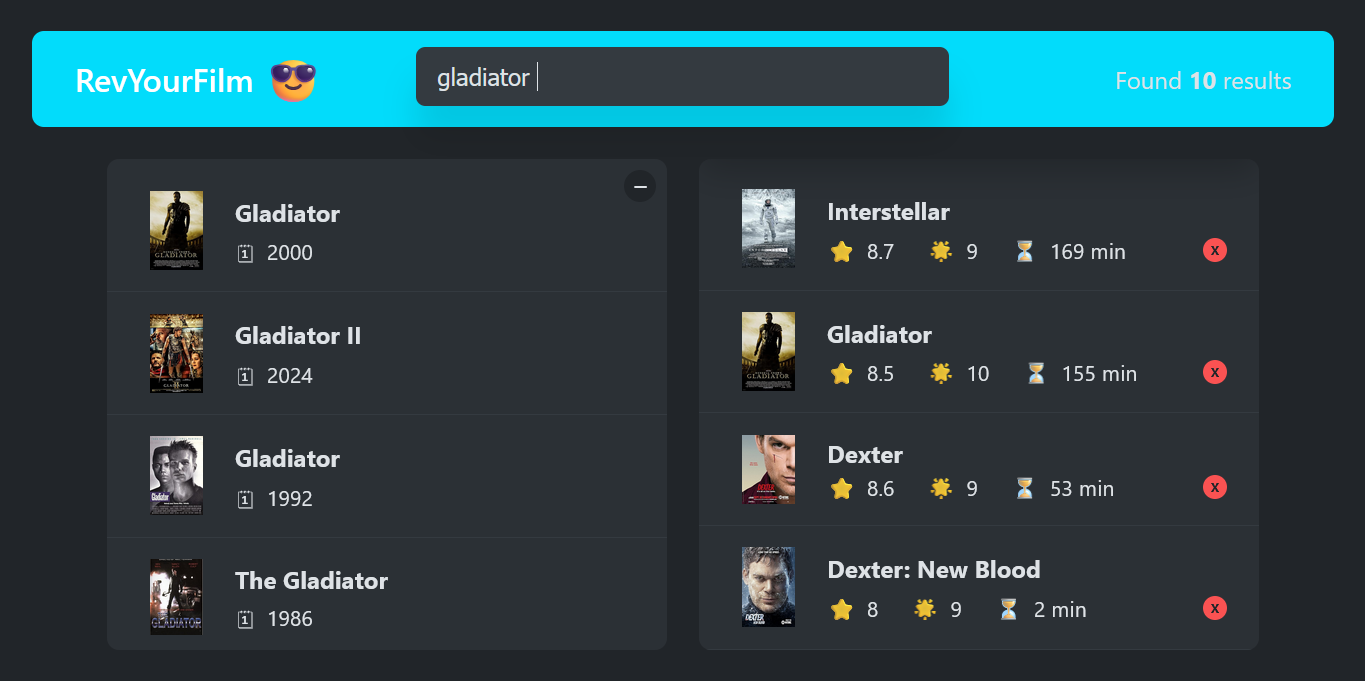 RevYourFilm 😎
gladiator
Found 10 results
Gladiator
2000
Gladiator II
2024
Gladiator
1992
The Gladiator
1986
Interstellar
⭐ 8.7 🌟 9 ⏳ 169 min X
Gladiator
⭐ 8.5 🌟 10 ⏳ 155 min X
Dexter
⭐ 8.6 🌟 9 ⏳ 53 min X
Dexter: New Blood
⭐ 8 🌟 9 ⏳ 2 min X